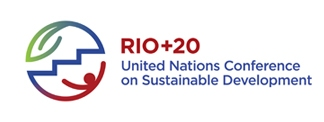 RIO+20
United Nations Conference
on Sustainable Development